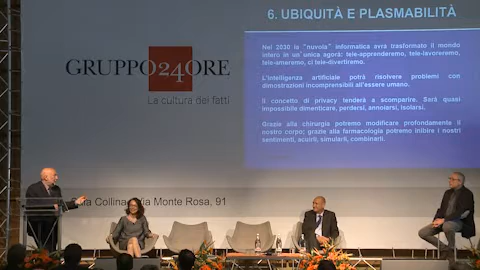 6. UBIQUITÀ E PLASMABILITÀ
Nel 2030 la "nuvola" informatica avrà trasformato il mondo
intero in un'unica agorà: tele-apprenderemo, tele-lavoreremo,
tele-ameremo, ci tele-divertiremo.
L'intelligenza artificiale potrà risolvere problemi con
dimostrazioni incomprensibili all'essere umano.
Il concetto di privacy tenderà a scomparire. Sarà quasi
impossibile dimenticare, perdersi, annoiarsi, isolarsi.
Grazie alla chirurgia potremo modificare profondamente il
nostro corpo; grazie alla farmacologia potremo inibire i nostri
sentimenti, acuirli, simularli, combinarli.
GRUPPO24ORE
La cultura dei fatti
Collina
Via Monte Rosa, 91